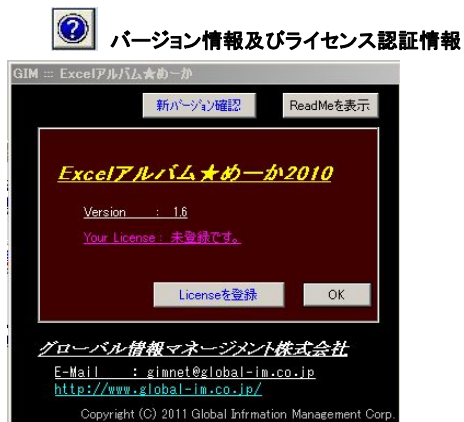 バージョン情報及びライセンス認証情報
GIM ::: Excelアルバム★めーか
新バージョン確認
ReadMeを表示
Excelアルバム★めーか2010
Version : 1.6
Your License : 未登録です。
Licenseを登録
OK
グローバル情報マネージメント株式会社
E-Mail : gimnet@global-im.co.jp
http://www.global-im.co.jp/
Copyright (C) 2011 Global Infrmation Management Corp.